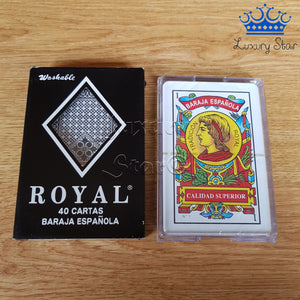 Luxury Star
Washable
ROYAL®
40 CARTAS
BARAJA ESPAÑOLA
BARAJA ESPAÑOLA
CALIDAD SUPERIOR